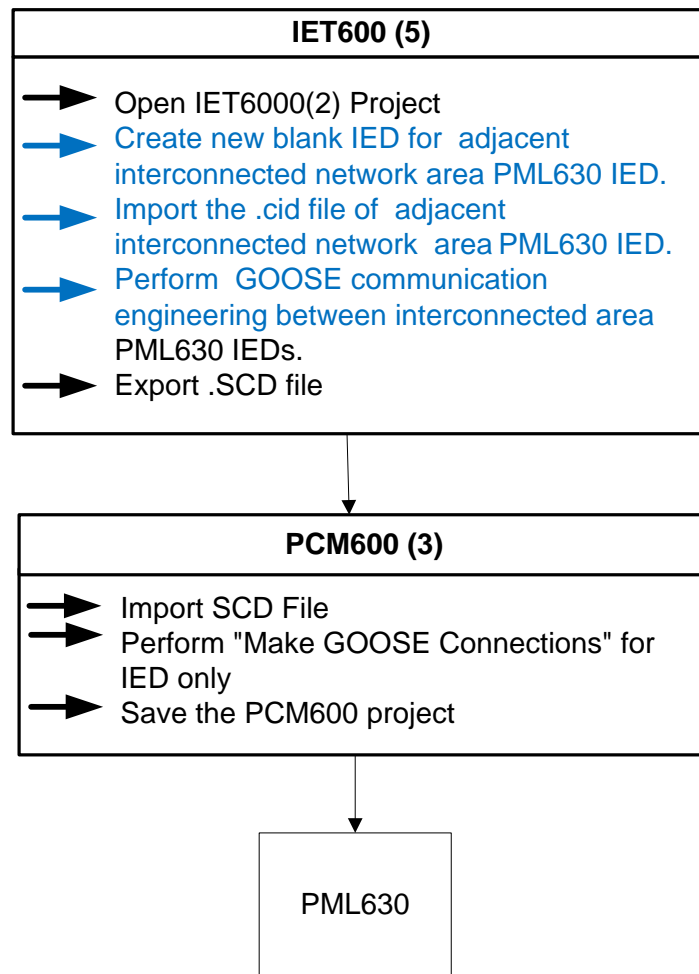 IET600 (5)
Open IET6000(2) Project
Create new blank IED for adjacent
interconnected network area PML630 IED.
Import the .cid file of adjacent
interconnected network area PML630 IED.
Perform GOOSE communication
engineering between interconnected area
PML630 IEDs.
Export .SCD file
PCM600 (3)
Import SCD File
Perform "Make GOOSE Connections" for
IED only
Save the PCM600 project
PML630